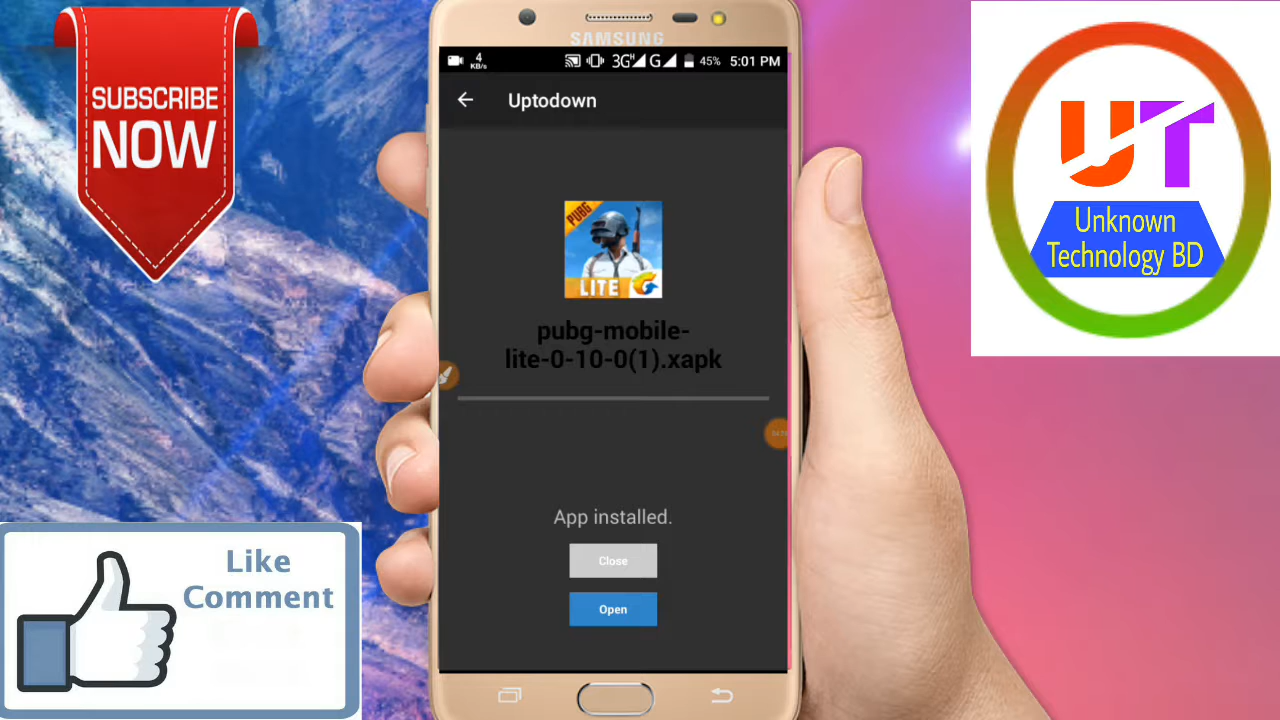 SUBSCRIBE
NOW
SAMSUNG
4
KB/s
3G
H
G
45%
5:01 PM
Uptodown
PUBG
LITE
pubg-mobile-
lite-0-10-0(1).xapk
App installed.
Close
Open
UT
Unknown
Technology BD
Like
Comment